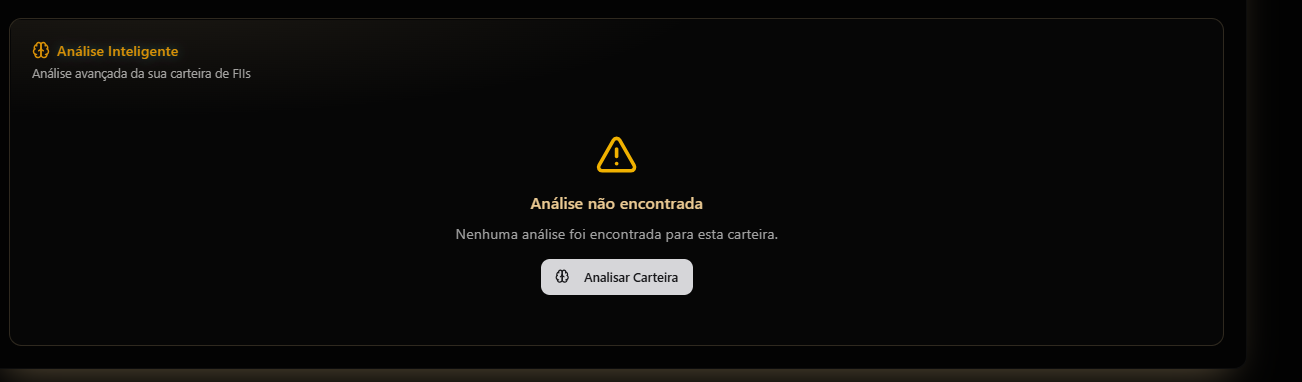 Análise Inteligente
Análise avançada da sua carteira de FIIs
Análise não encontrada
Nenhuma análise foi encontrada para esta carteira.
Analisar Carteira